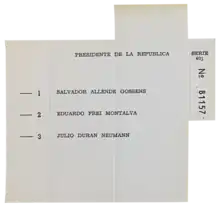 PRESIDENTE DE LA REPUBLICA
SERIE
Nº 81157
1 SALVADOR ALLENDE GOSSENS
2 EDUARDO FREI MONTALVA
3 JULIO DURAN NEUMANN